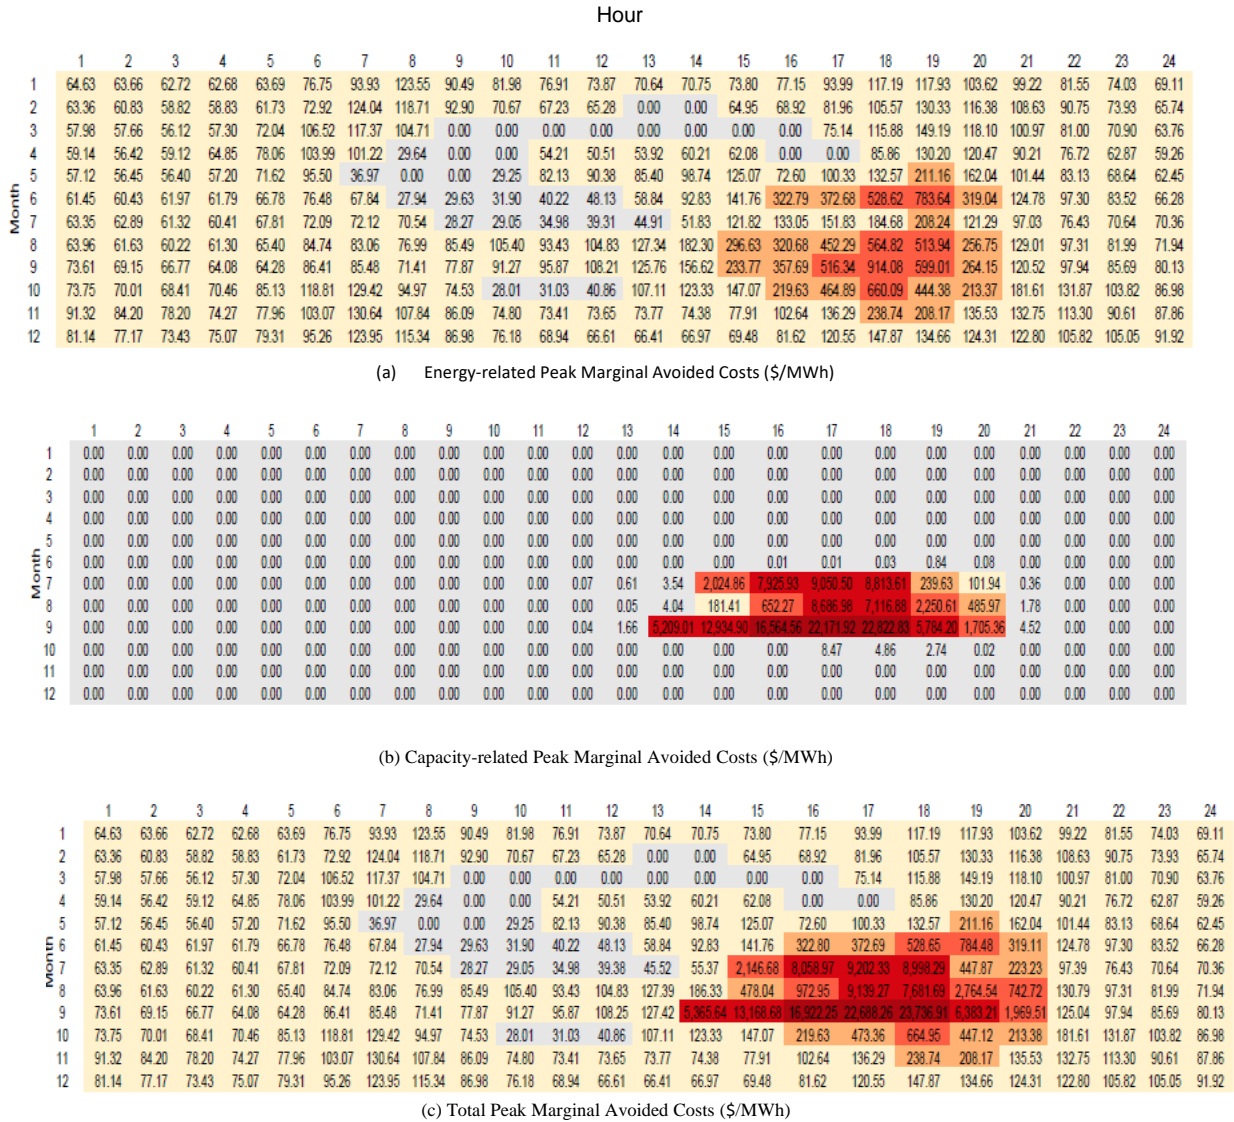 Hour
1 2 3 4 5 6 7 8 9 10 11 12 13 14 15 16 17 18 19 20 21 22 23 24
1 64.63 63.66 62.72 62.68 63.69 76.75 93.93 123.55 90.49 81.98 76.91 73.87 70.64 70.75 73.80 77.15 93.99 117.19 117.93 103.62 99.22 81.55 74.03 69.11
2 63.36 60.83 58.82 58.83 61.73 72.92 124.04 118.71 92.90 70.67 67.23 65.28 0.00 0.00 64.95 68.92 81.96 105.57 130.33 116.38 108.63 90.75 73.93 65.74
3 57.98 57.66 56.12 57.30 72.04 106.52 117.37 104.71 0.00 0.00 0.00 0.00 0.00 0.00 0.00 0.00 75.14 115.88 149.19 118.10 100.97 81.00 70.90 63.76
4 59.14 56.42 59.12 64.85 78.06 103.99 101.22 29.64 0.00 0.00 54.21 50.51 53.92 60.21 62.08 0.00 0.00 85.86 130.20 120.47 90.21 76.72 62.87 59.26
5 57.12 56.45 56.40 57.20 71.62 95.50 36.97 0.00 0.00 29.25 82.13 90.38 85.40 98.74 125.07 72.60 100.33 132.57 211.16 162.04 101.44 83.13 68.64 62.45
6 61.45 60.43 61.97 61.79 66.78 76.48 67.84 27.94 29.63 31.90 40.22 48.13 58.84 92.83 141.76 322.79 372.68 528.62 783.64 319.04 124.78 97.30 83.52 66.28
Month
7 63.35 62.89 61.32 60.41 67.81 72.09 72.12 70.54 28.27 29.05 34.98 39.31 44.91 51.83 121.82 133.05 151.83 184.68 208.24 121.29 97.03 76.43 70.64 70.36
8 63.96 61.63 60.22 61.30 65.40 84.74 83.06 76.99 85.49 105.40 93.43 104.83 127.34 182.30 296.63 320.68 452.29 564.82 513.94 256.75 129.01 97.31 81.99 71.94
9 73.61 69.15 66.77 64.08 64.28 86.41 85.48 71.41 77.87 91.27 95.87 108.21 125.76 156.62 233.77 357.69 516.34 914.08 599.01 264.15 120.52 97.94 85.69 80.13
10 73.75 70.01 68.41 70.46 85.13 118.81 129.42 94.97 74.53 28.01 31.03 40.86 107.11 123.33 147.07 219.63 464.89 660.09 444.38 213.37 181.61 131.87 103.82 86.98
11 91.32 84.20 78.20 74.27 77.96 103.07 130.64 107.84 86.09 74.80 73.41 73.65 73.77 74.38 77.91 102.64 136.29 238.74 208.17 135.53 132.75 113.30 90.61 87.86
12 81.14 77.17 73.43 75.07 79.31 95.26 123.95 115.34 86.98 76.18 68.94 66.61 66.41 66.97 69.48 81.62 120.55 147.87 134.66 124.31 122.80 105.82 105.05 91.92
(a) Energy-related Peak Marginal Avoided Costs ($/MWh)
1 2 3 4 5 6 7 8 9 10 11 12 13 14 15 16 17 18 19 20 21 22 23 24
1 0.00 0.00 0.00 0.00 0.00 0.00 0.00 0.00 0.00 0.00 0.00 0.00 0.00 0.00 0.00 0.00 0.00 0.00 0.00 0.00 0.00 0.00 0.00 0.00
2 0.00 0.00 0.00 0.00 0.00 0.00 0.00 0.00 0.00 0.00 0.00 0.00 0.00 0.00 0.00 0.00 0.00 0.00 0.00 0.00 0.00 0.00 0.00 0.00
3 0.00 0.00 0.00 0.00 0.00 0.00 0.00 0.00 0.00 0.00 0.00 0.00 0.00 0.00 0.00 0.00 0.00 0.00 0.00 0.00 0.00 0.00 0.00 0.00
4 0.00 0.00 0.00 0.00 0.00 0.00 0.00 0.00 0.00 0.00 0.00 0.00 0.00 0.00 0.00 0.00 0.00 0.00 0.00 0.00 0.00 0.00 0.00 0.00
5 0.00 0.00 0.00 0.00 0.00 0.00 0.00 0.00 0.00 0.00 0.00 0.00 0.00 0.00 0.00 0.00 0.00 0.00 0.00 0.00 0.00 0.00 0.00 0.00
6 0.00 0.00 0.00 0.00 0.00 0.00 0.00 0.00 0.00 0.00 0.00 0.00 0.00 0.00 0.00 0.01 0.01 0.03 0.84 0.08 0.00 0.00 0.00 0.00
Month
7 0.00 0.00 0.00 0.00 0.00 0.00 0.00 0.00 0.00 0.00 0.00 0.07 0.61 3.54 2,024.86 7,925.93 9,050.50 8,813.61 239.63 101.94 0.36 0.00 0.00 0.00
8 0.00 0.00 0.00 0.00 0.00 0.00 0.00 0.00 0.00 0.00 0.00 0.00 0.05 4.04 181.41 652.27 8,686.98 7,116.88 2,250.61 485.97 1.78 0.00 0.00 0.00
9 0.00 0.00 0.00 0.00 0.00 0.00 0.00 0.00 0.00 0.00 0.00 0.04 1.66 5,209.01 12,934.90 16,564.56 22,171.92 22,822.83 5,784.20 1,705.36 4.52 0.00 0.00 0.00
10 0.00 0.00 0.00 0.00 0.00 0.00 0.00 0.00 0.00 0.00 0.00 0.00 0.00 0.00 0.00 0.00 8.47 4.86 2.74 0.02 0.00 0.00 0.00 0.00
11 0.00 0.00 0.00 0.00 0.00 0.00 0.00 0.00 0.00 0.00 0.00 0.00 0.00 0.00 0.00 0.00 0.00 0.00 0.00 0.00 0.00 0.00 0.00 0.00
12 0.00 0.00 0.00 0.00 0.00 0.00 0.00 0.00 0.00 0.00 0.00 0.00 0.00 0.00 0.00 0.00 0.00 0.00 0.00 0.00 0.00 0.00 0.00 0.00
(b) Capacity-related Peak Marginal Avoided Costs ($/MWh)
1 2 3 4 5 6 7 8 9 10 11 12 13 14 15 16 17 18 19 20 21 22 23 24
1 64.63 63.66 62.72 62.68 63.69 76.75 93.93 123.55 90.49 81.98 76.91 73.87 70.64 70.75 73.80 77.15 93.99 117.19 117.93 103.62 99.22 81.55 74.03 69.11
2 63.36 60.83 58.82 58.83 61.73 72.92 124.04 118.71 92.90 70.67 67.23 65.28 0.00 0.00 64.95 68.92 81.96 105.57 130.33 116.38 108.63 90.75 73.93 65.74
3 57.98 57.66 56.12 57.30 72.04 106.52 117.37 104.71 0.00 0.00 0.00 0.00 0.00 0.00 0.00 0.00 75.14 115.88 149.19 118.10 100.97 81.00 70.90 63.76
4 59.14 56.42 59.12 64.85 78.06 103.99 101.22 29.64 0.00 0.00 54.21 50.51 53.92 60.21 62.08 0.00 0.00 85.86 130.20 120.47 90.21 76.72 62.87 59.26
5 57.12 56.45 56.40 57.20 71.62 95.50 36.97 0.00 0.00 29.25 82.13 90.38 85.40 98.74 125.07 72.60 100.33 132.57 211.16 162.04 101.44 83.13 68.64 62.45
6 61.45 60.43 61.97 61.79 66.78 76.48 67.84 27.94 29.63 31.90 40.22 48.13 58.84 92.83 141.76 322.80 372.69 528.65 784.48 319.11 124.78 97.30 83.52 66.28
Month
7 63.35 62.89 61.32 60.41 67.81 72.09 72.12 70.54 28.27 29.05 34.98 39.38 45.52 55.37 2,146.68 8,058.97 9,202.33 8,998.29 447.87 223.23 97.39 76.43 70.64 70.36
8 63.96 61.63 60.22 61.30 65.40 84.74 83.06 76.99 85.49 105.40 93.43 104.83 127.39 186.33 478.04 972.95 9,139.27 7,681.69 2,764.54 742.72 130.79 97.31 81.99 71.94
9 73.61 69.15 66.77 64.08 64.28 86.41 85.48 71.41 77.87 91.27 95.87 108.25 127.42 5,365.64 13,168.68 16,922.25 22,688.26 23,736.91 6,383.21 1,969.51 125.04 97.94 85.69 80.13
10 73.75 70.01 68.41 70.46 85.13 118.81 129.42 94.97 74.53 28.01 31.03 40.86 107.11 123.33 147.07 219.63 473.36 664.95 447.12 213.38 181.61 131.87 103.82 86.98
11 91.32 84.20 78.20 74.27 77.96 103.07 130.64 107.84 86.09 74.80 73.41 73.65 73.77 74.38 77.91 102.64 136.29 238.74 208.17 135.53 132.75 113.30 90.61 87.86
12 81.14 77.17 73.43 75.07 79.31 95.26 123.95 115.34 86.98 76.18 68.94 66.61 66.41 66.97 69.48 81.62 120.55 147.87 134.66 124.31 122.80 105.82 105.05 91.92
(c) Total Peak Marginal Avoided Costs ($/MWh)